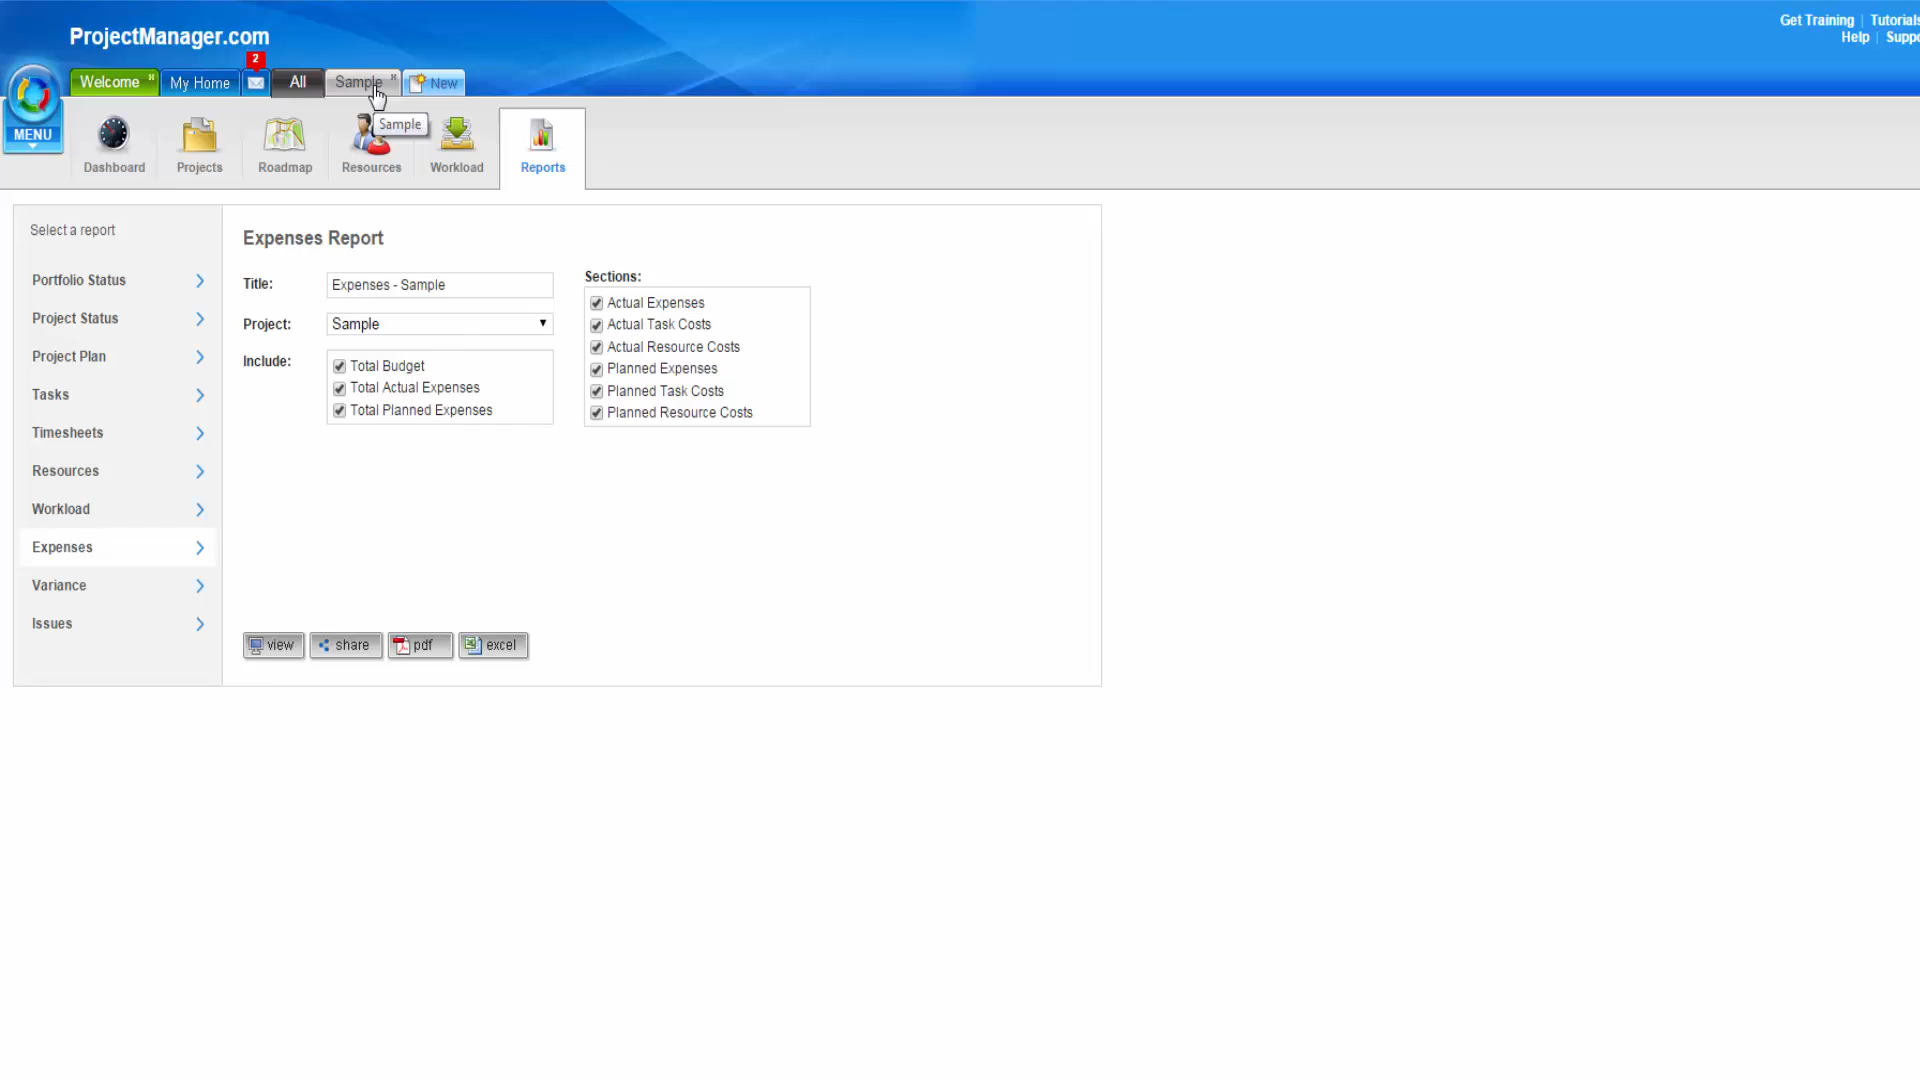 Get Training | Tutorials
ProjectManager.com
Help | Suppo
2
Welcome
My Home
All
Sample
New
MENU
Sample
Dashboard
Projects
Roadmap
Resources
Workload
Reports
Select a report
Portfolio Status
Project Status
Project Plan
Tasks
Timesheets
Resources
Workload
Expenses
Variance
Issues
Expenses Report
Title:
Expenses - Sample
Project:
Sample
Include:
Total Budget
Total Actual Expenses
Total Planned Expenses
Sections:
Actual Expenses
Actual Task Costs
Actual Resource Costs
Planned Expenses
Planned Task Costs
Planned Resource Costs
view
share
pdf
excel